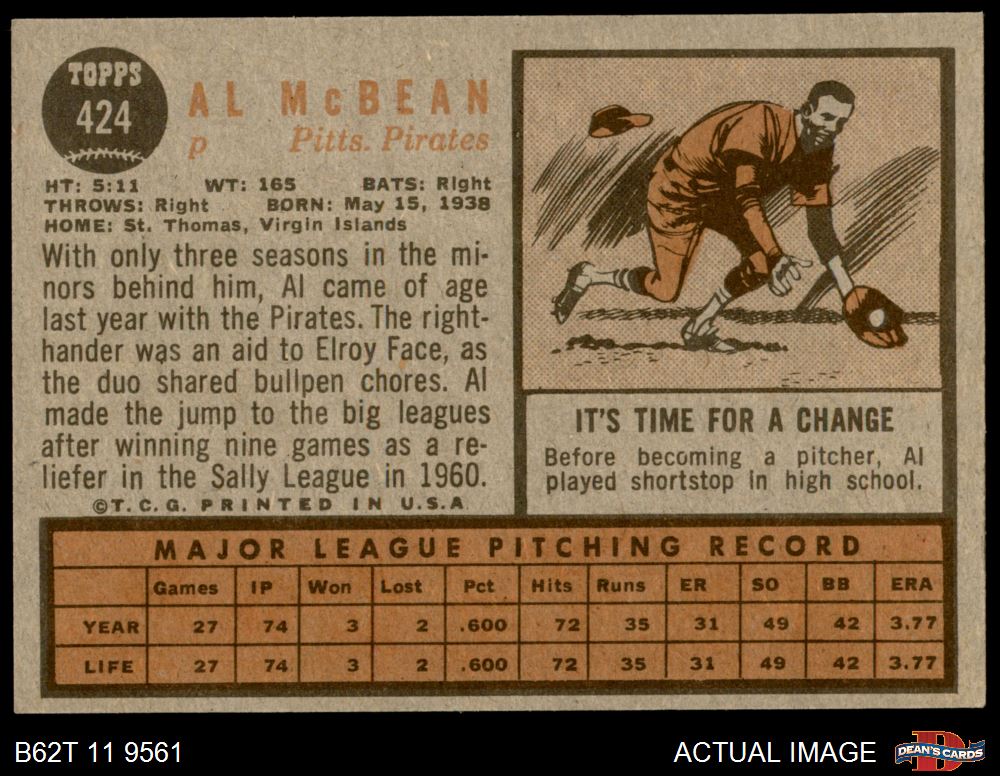 TOPPS
424
AL McBEAN
p Pitts. Pirates
HT: 5:11 WT: 165 BATS: Right
THROWS: Right BORN: May 15, 1938
HOME: St. Thomas, Virgin Islands
With only three seasons in the mi-
nors behind him, Al came of age
last year with the Pirates. The right-
hander was an aid to Elroy Face, as
the duo shared bullpen chores. Al
made the jump to the big leagues
after winning nine games as a re-
liefer in the Sally League in 1960.
©T.C.G. PRINTED IN U.S.A
IT'S TIME FOR A CHANGE
Before becoming a pitcher, Al
played shortstop in high school.
MAJOR LEAGUE PITCHING RECORD
Games IP Won Lost Pct Hits Runs ER SO BB ERA
YEAR 27 74 3 2 .600 72 35 31 49 42 3.77
LIFE 27 74 3 2 .600 72 35 31 49 42 3.77
B62T 11 9561 ACTUAL IMAGE DEAN'S CARDS